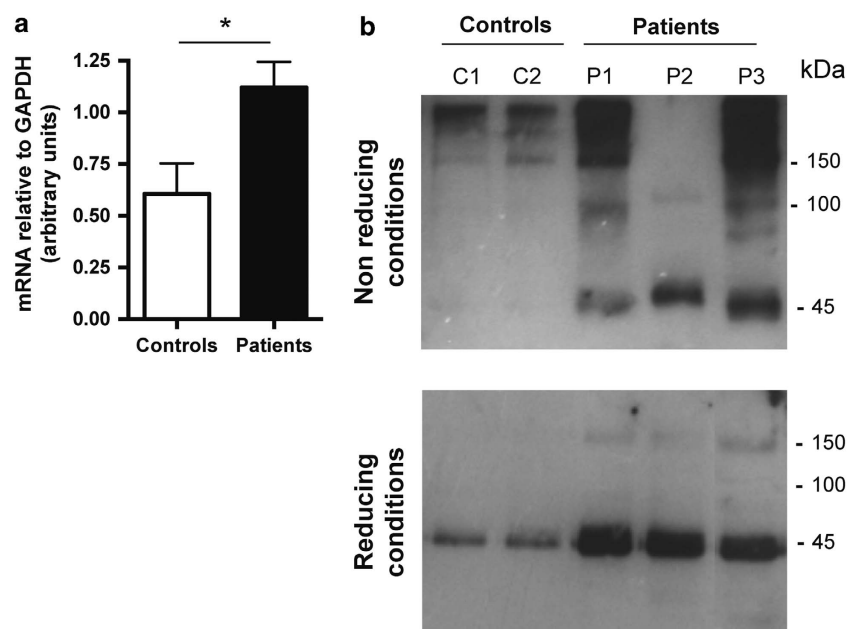 a
*
mRNA relative to GAPDH
(arbitrary units)
1.25
1.00
0.75
0.50
0.25
0.00
Controls Patients
b
Controls Patients
C1 C2 P1 P2 P3 kDa
Non reducing
conditions
- 150
- 100
- 45
Reducing
conditions
- 150
- 100
- 45